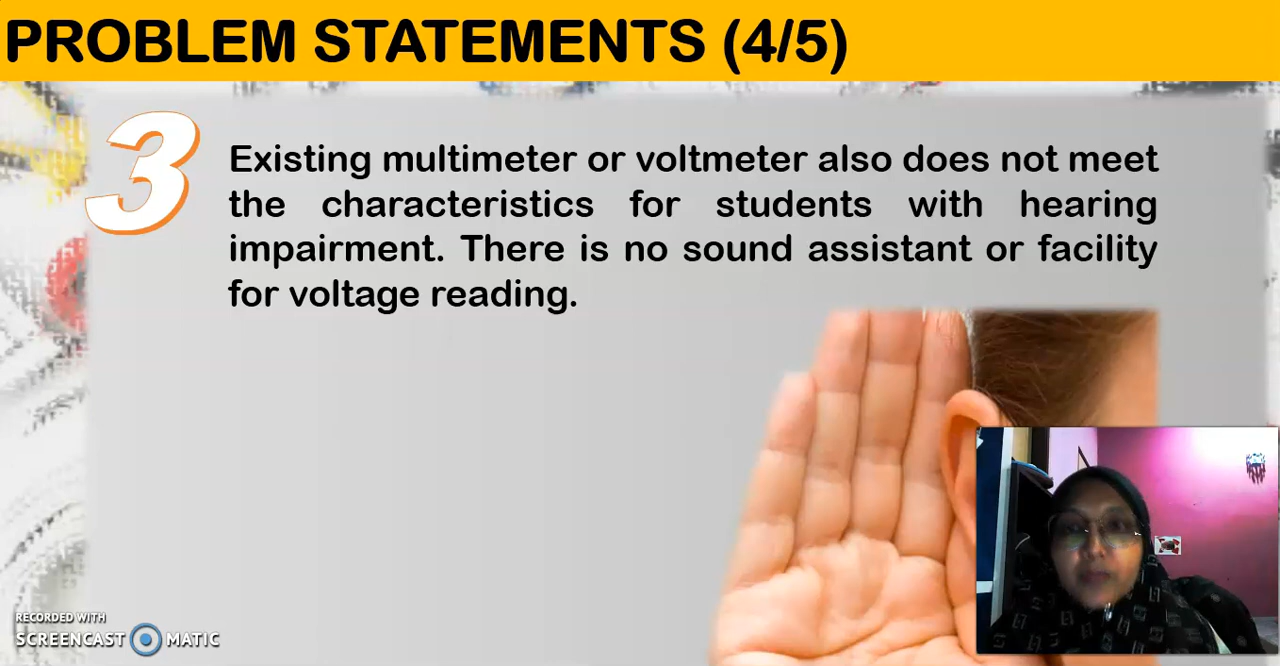 PROBLEM STATEMENTS (4/5)
3
Existing multimeter or voltmeter also does not meet
the characteristics for students with hearing
impairment. There is no sound assistant or facility
for voltage reading.
RECORDED WITH
SCREENCAST MATIC